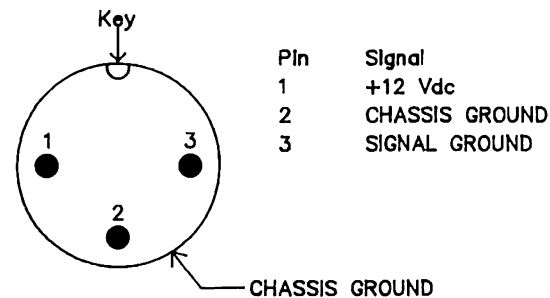 Key
Pin Signal
1 +12 Vdc
2 CHASSIS GROUND
3 SIGNAL GROUND
1 3
2
CHASSIS GROUND